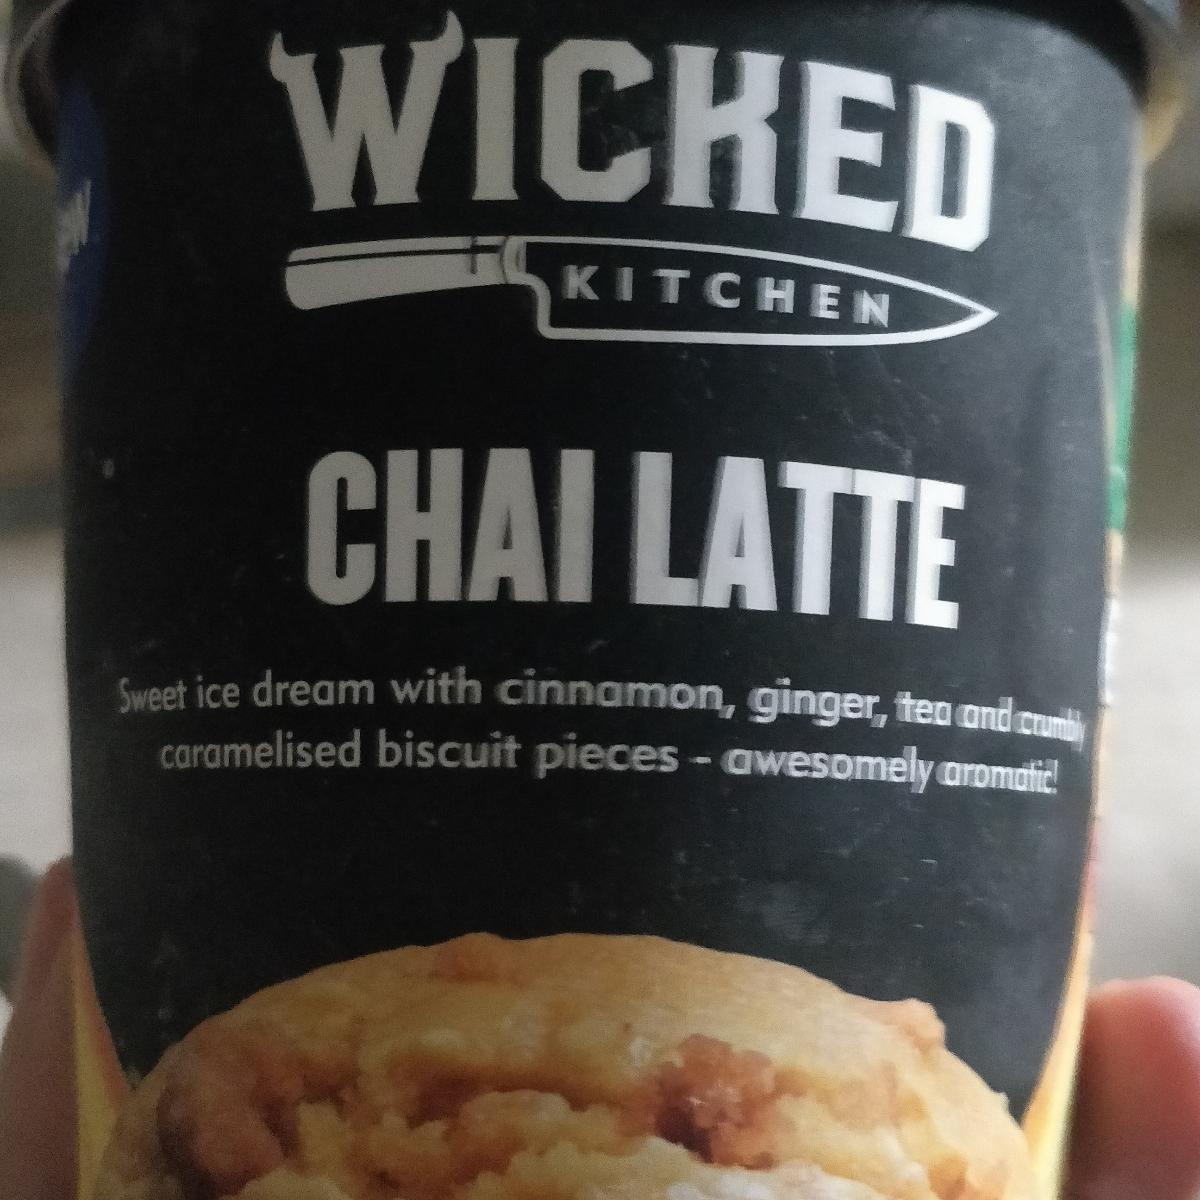 WICKED
KITCHEN
CHAI LATTE
Sweet ice dream with cinnamon, ginger, tea and crumbly
caramelised biscuit pieces - awesomely aromatic!